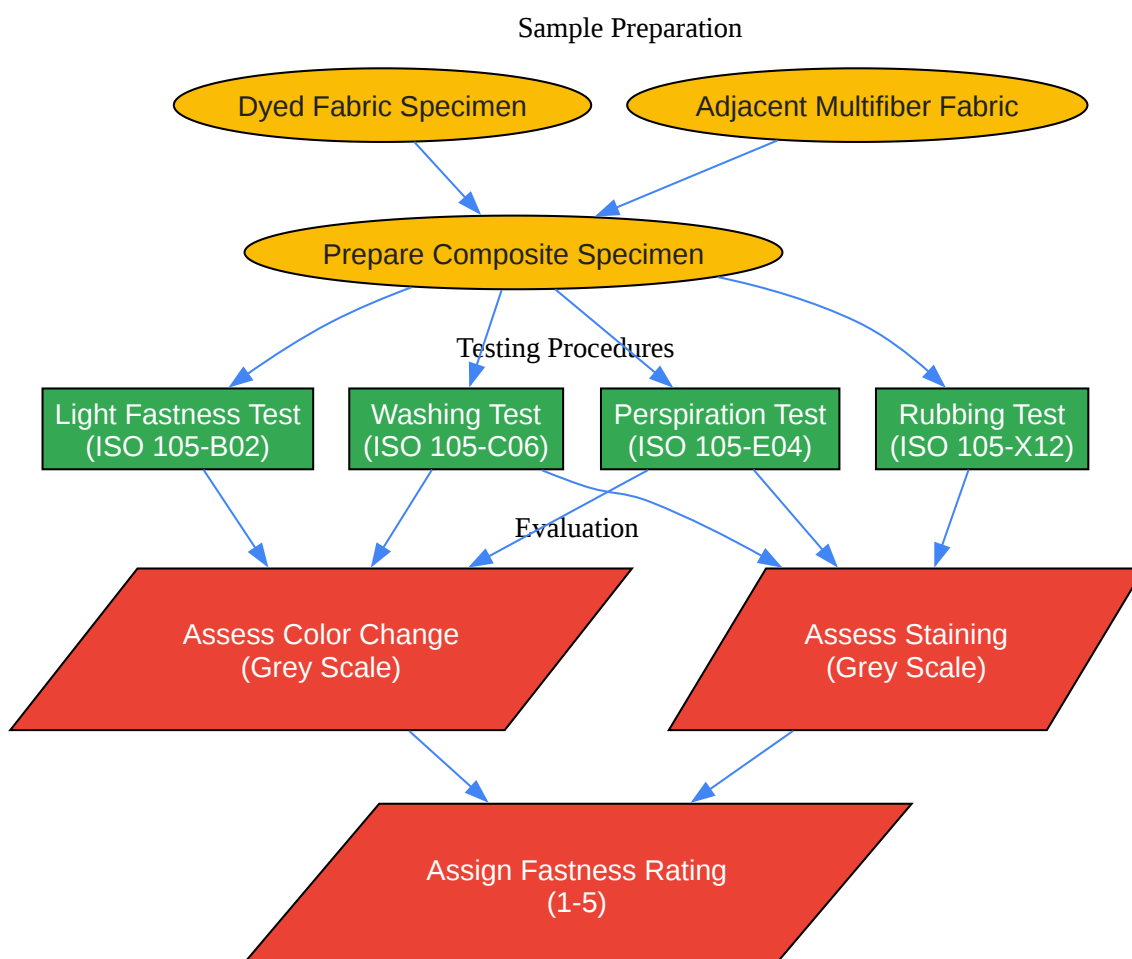 Sample Preparation
Dyed Fabric Specimen
Adjacent Multifiber Fabric
Prepare Composite Specimen
Testing Procedures
Light Fastness Test
(ISO 105-B02)
Washing Test
(ISO 105-C06)
Perspiration Test
(ISO 105-E04)
Rubbing Test
(ISO 105-X12)
Evaluation
Assess Color Change
(Grey Scale)
Assess Staining
(Grey Scale)
Assign Fastness Rating
(1-5)